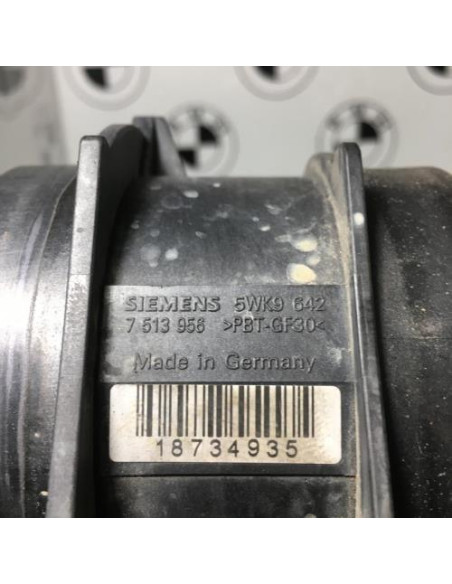 SIEMENS 5WK9 642
7 513 956 >PBT-GF30<
Made in Germany
18734935